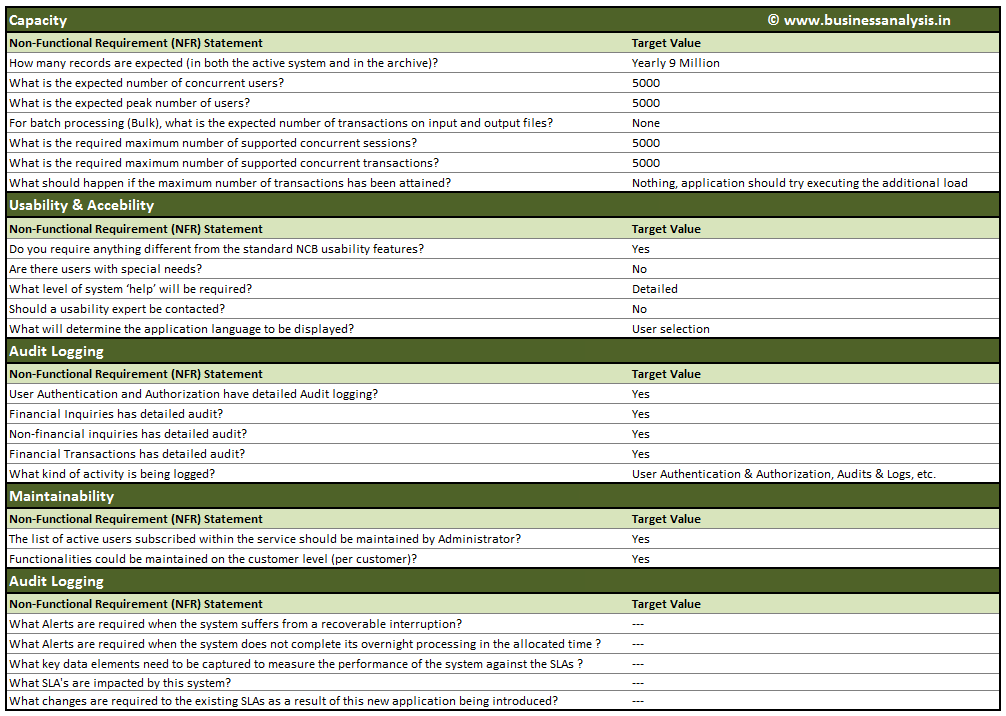 Capacity © www.businessanalysis.in
Non-Functional Requirement (NFR) Statement Target Value
How many records are expected (in both the active system and in the archive)? Yearly 9 Million
What is the expected number of concurrent users? 5000
What is the expected peak number of users? 5000
For batch processing (Bulk), what is the expected number of transactions on input and output files? None
What is the required maximum number of supported concurrent sessions? 5000
What is the required maximum number of supported concurrent transactions? 5000
What should happen if the maximum number of transactions has been attained? Nothing, application should try executing the additional load
Usability & Accebility
Non-Functional Requirement (NFR) Statement Target Value
Do you require anything different from the standard NCB usability features? Yes
Are there users with special needs? No
What level of system ‘help’ will be required? Detailed
Should a usability expert be contacted? No
What will determine the application language to be displayed? User selection
Audit Logging
Non-Functional Requirement (NFR) Statement Target Value
User Authentication and Authorization have detailed Audit logging? Yes
Financial Inquiries has detailed audit? Yes
Non-financial inquiries has detailed audit? Yes
Financial Transactions has detailed audit? Yes
What kind of activity is being logged? User Authentication & Authorization, Audits & Logs, etc.
Maintainability
Non-Functional Requirement (NFR) Statement Target Value
The list of active users subscribed within the service should be maintained by Administrator? Yes
Functionalities could be maintained on the customer level (per customer)? Yes
Audit Logging
Non-Functional Requirement (NFR) Statement Target Value
What Alerts are required when the system suffers from a recoverable interruption? ---
What Alerts are required when the system does not complete its overnight processing in the allocated time ? ---
What key data elements need to be captured to measure the performance of the system against the SLAs ? ---
What SLA's are impacted by this system? ---
What changes are required to the existing SLAs as a result of this new application being introduced? ---